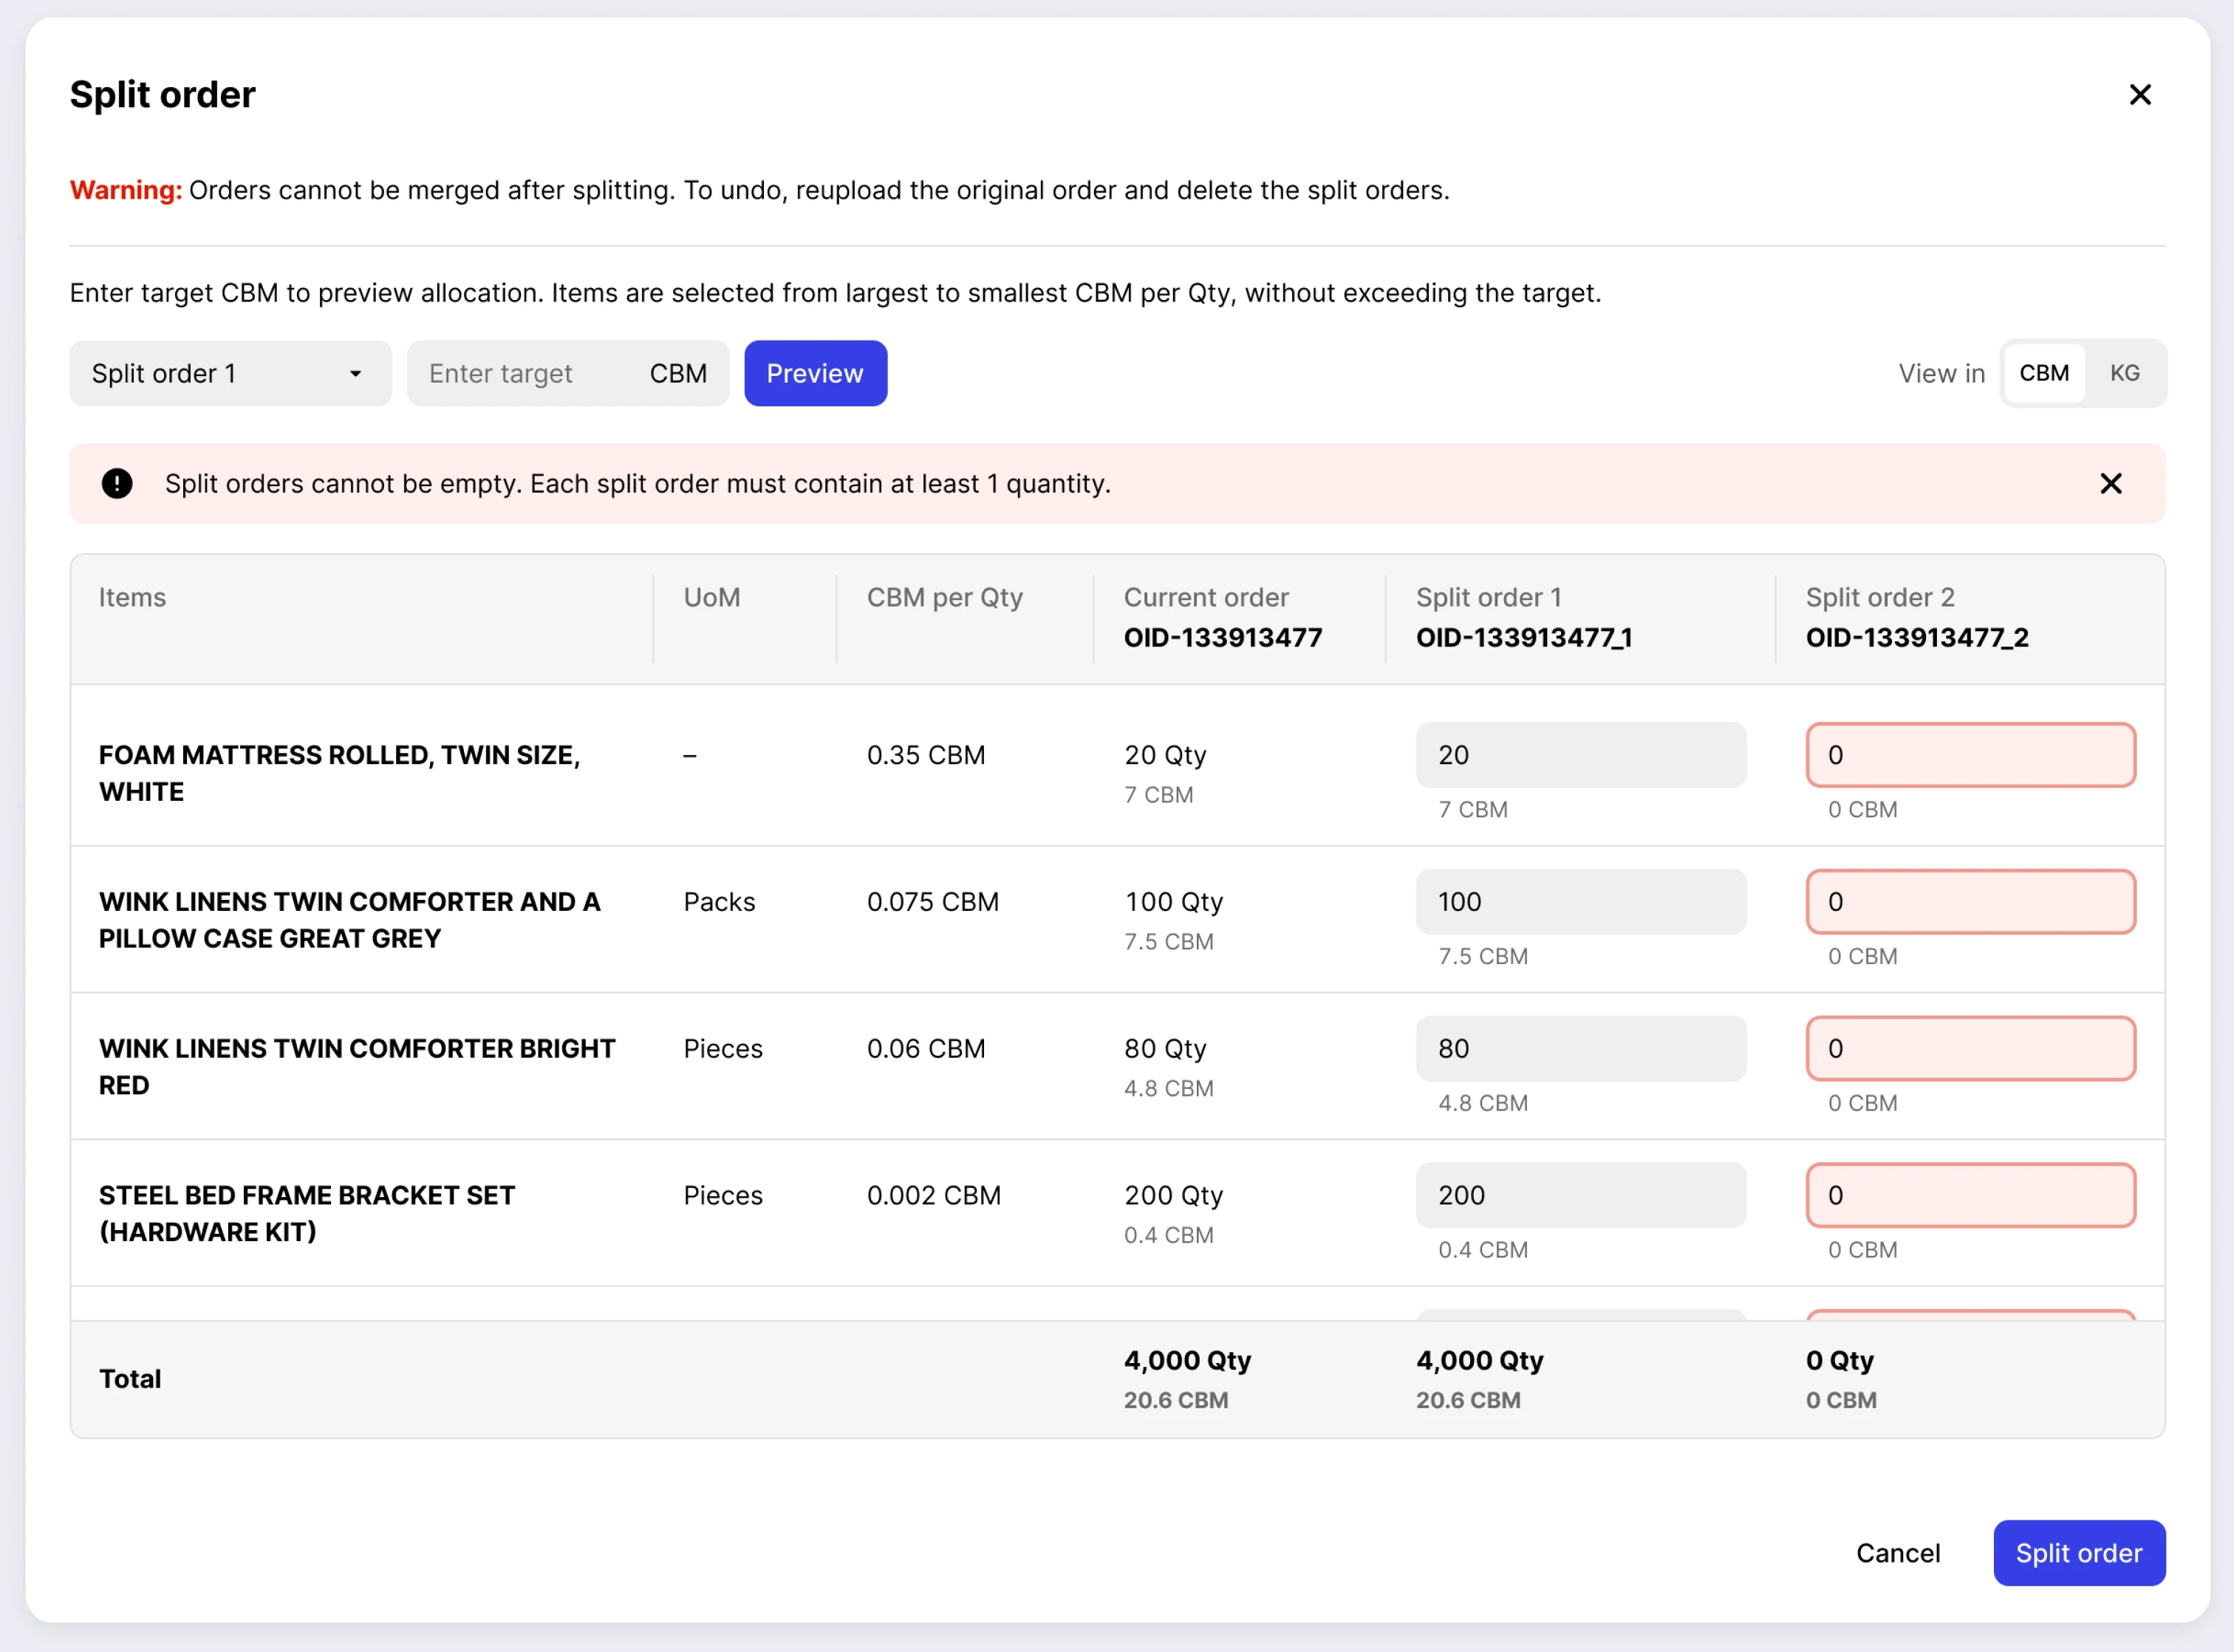 Split order
Warning: Orders cannot be merged after splitting. To undo, reupload the original order and delete the split orders.
Enter target CBM to preview allocation. Items are selected from largest to smallest CBM per Qty, without exceeding the target.
Split order 1
Enter target CBM
Preview
View in
CBM
KG
Split orders cannot be empty. Each split order must contain at least 1 quantity.
Items
UoM
CBM per Qty
Current order
OID-133913477
Split order 1
OID-133913477_1
Split order 2
OID-133913477_2
FOAM MATTRESS ROLLED, TWIN SIZE,
WHITE
–
0.35 CBM
20 Qty
7 CBM
20
7 CBM
0
0 CBM
WINK LINENS TWIN COMFORTER AND A
PILLOW CASE GREAT GREY
Packs
0.075 CBM
100 Qty
7.5 CBM
100
7.5 CBM
0
0 CBM
WINK LINENS TWIN COMFORTER BRIGHT
RED
Pieces
0.06 CBM
80 Qty
4.8 CBM
80
4.8 CBM
0
0 CBM
STEEL BED FRAME BRACKET SET
(HARDWARE KIT)
Pieces
0.002 CBM
200 Qty
0.4 CBM
200
0.4 CBM
0
0 CBM
Total
4,000 Qty
20.6 CBM
4,000 Qty
20.6 CBM
0 Qty
0 CBM
Cancel
Split order